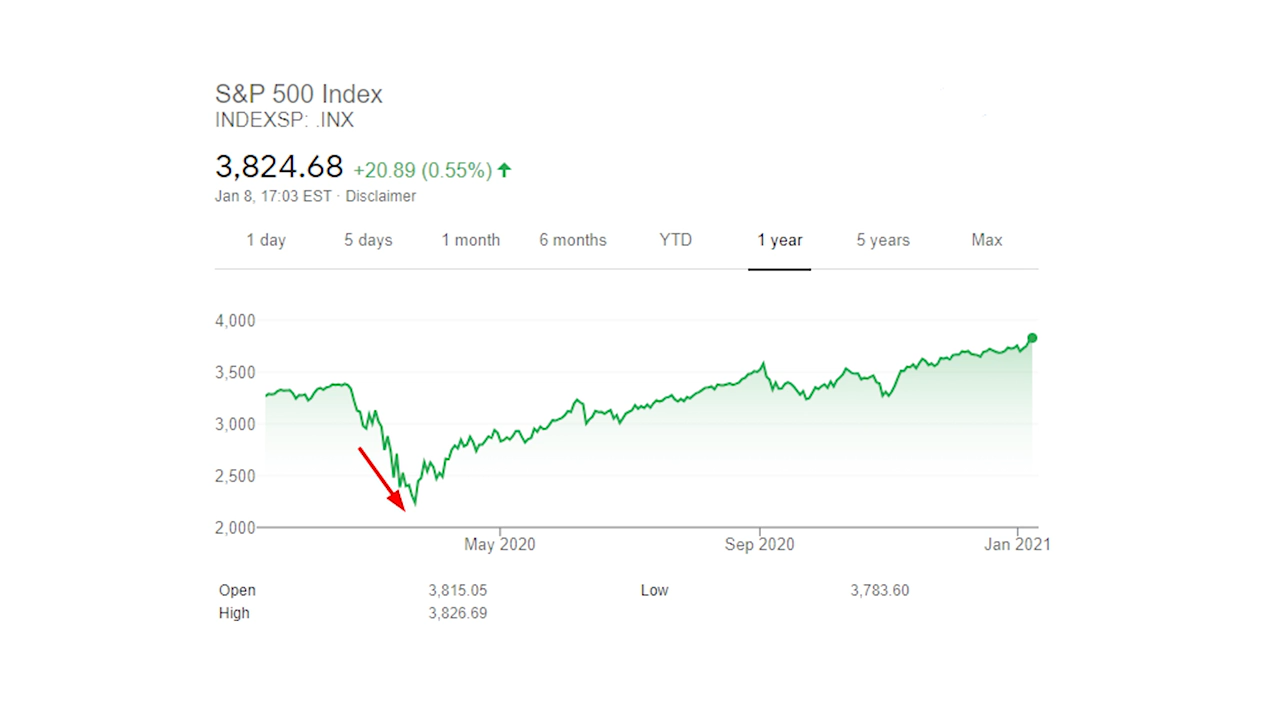 S&P 500 Index
INDEXSP: .INX
3,824.68 +20.89 (0.55%)
Jan 8, 17:03 EST · Disclaimer
1 day 5 days 1 month 6 months YTD 1 year 5 years Max
4,000
3,500
3,000
2,500
2,000
May 2020 Sep 2020 Jan 2021
Open 3,815.05 Low 3,783.60
High 3,826.69